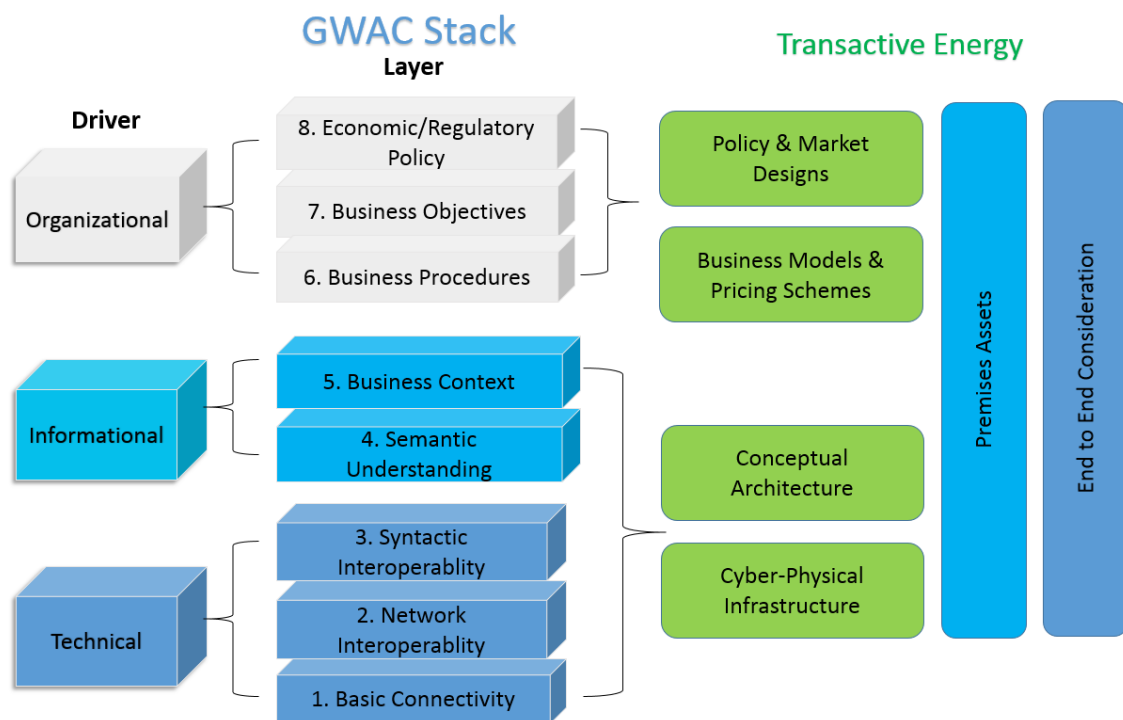 GWAC Stack
Transactive Energy
Layer
Driver
Organizational
8. Economic/Regulatory
Policy
7. Business Objectives
6. Business Procedures
Policy & Market
Designs
Business Models &
Pricing Schemes
Informational
5. Business Context
4. Semantic
Understanding
Conceptual
Architecture
Technical
3. Syntactic
Interoperablity
2. Network
Interoperablity
1. Basic Connectivity
Cyber-Physical
Infrastructure
Premises Assets
End to End Consideration